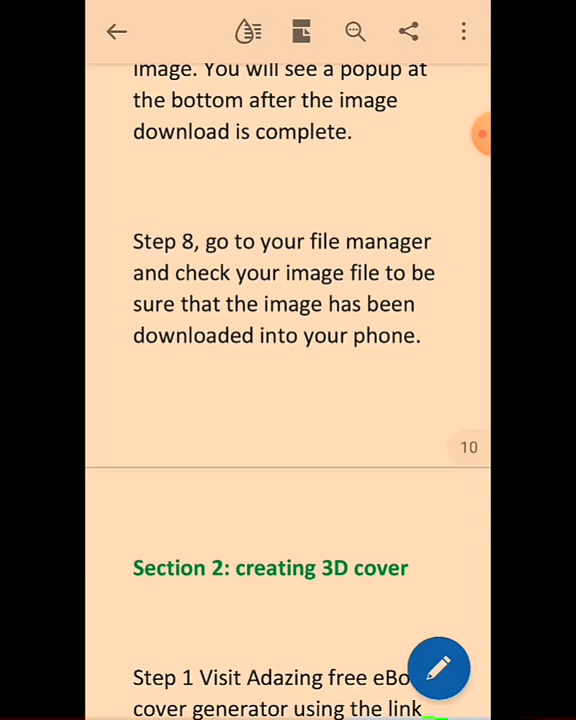 image. You will see a popup at
the bottom after the image
download is complete.
Step 8, go to your file manager
and check your image file to be
sure that the image has been
downloaded into your phone.
10
Section 2: creating 3D cover
Step 1 Visit Adazing free
cover generator using the link